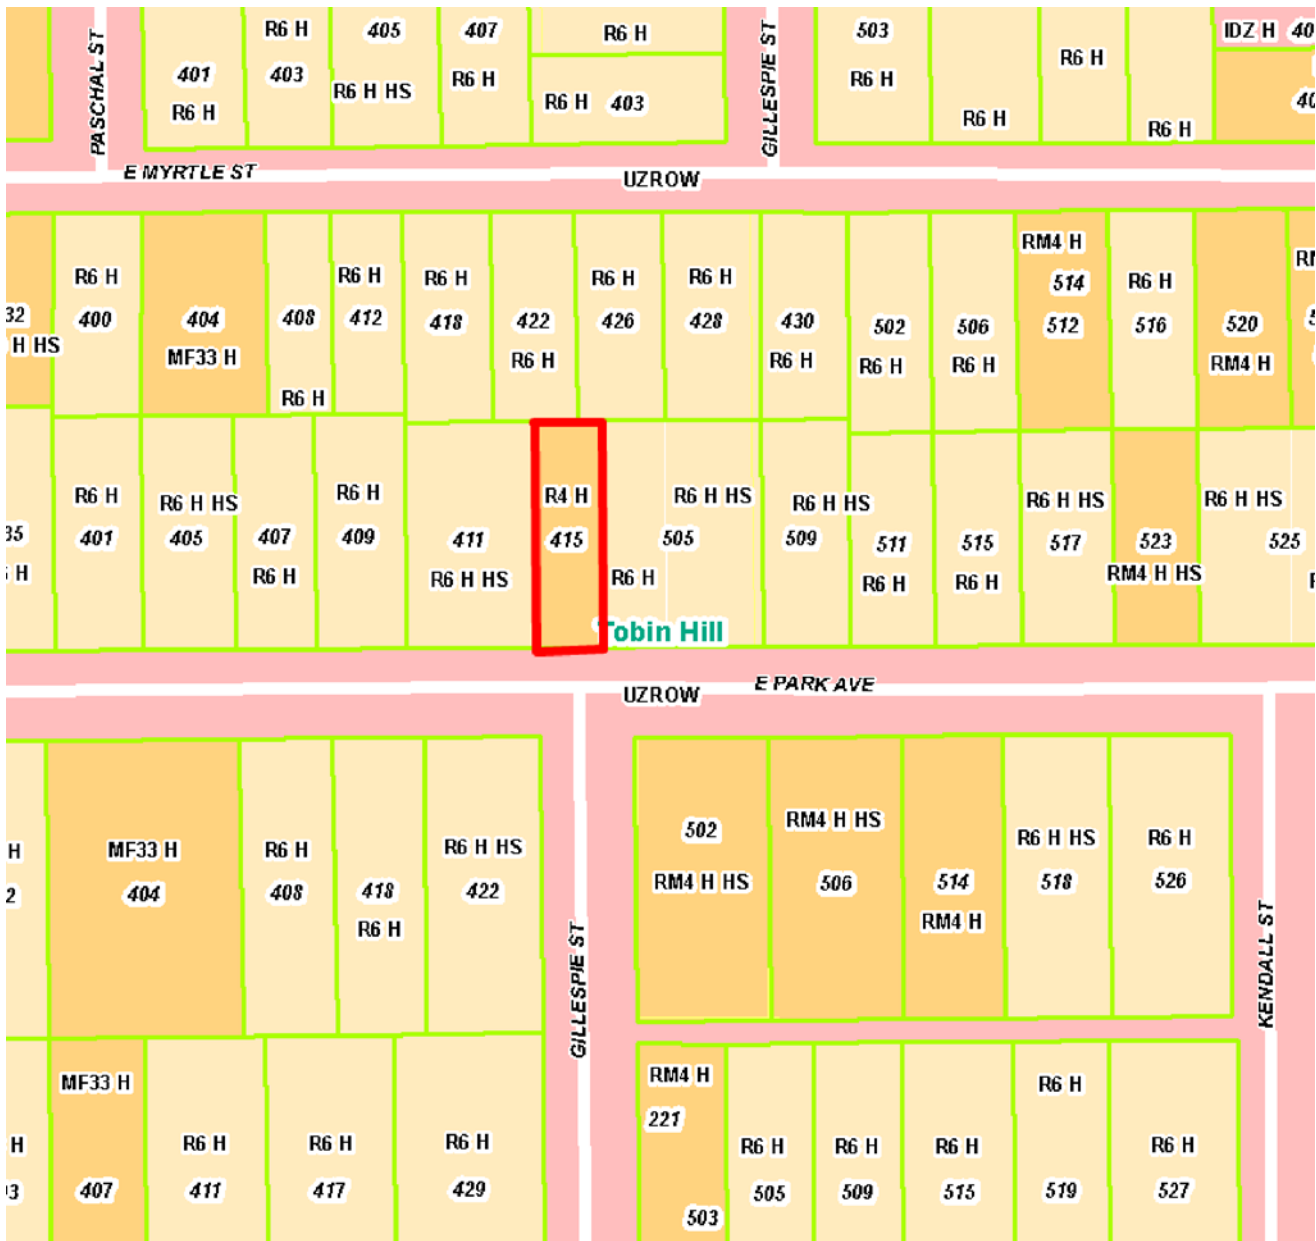 PASCHAL ST
401
R6 H
R6 H
403
405
R6 H HS
407
R6 H
R6 H
R6 H 403
GILLESPIE ST
503
R6 H
R6 H
R6 H
R6 H
IDZ H 40
40
E MYRTLE ST
UZROW
32
H HS
R6 H
400
404
MF33 H
408
R6 H
R6 H
412
R6 H
418
422
R6 H
R6 H
426
R6 H
428
430
R6 H
502
R6 H
506
R6 H
RM4 H
514
512
R6 H
516
520
RM4 H
35
H
R6 H
401
R6 H HS
405
407
R6 H
R6 H
409
411
R6 H HS
R4 H
415
R6 H
R6 H HS
505
R6 H HS
509
511
R6 H
515
R6 H
R6 H HS
517
523
RM4 H HS
R6 H HS
525
Tobin Hill
E PARK AVE
UZROW
H
2
MF33 H
404
R6 H
408
418
R6 H
R6 H HS
422
GILLESPIE ST
502
RM4 H HS
RM4 H HS
506
514
RM4 H
R6 H HS
518
R6 H
526
KENDALL ST
H
MF33 H
407
R6 H
411
R6 H
417
R6 H
429
RM4 H
221
503
R6 H
505
R6 H
509
R6 H
515
R6 H
519
R6 H
527